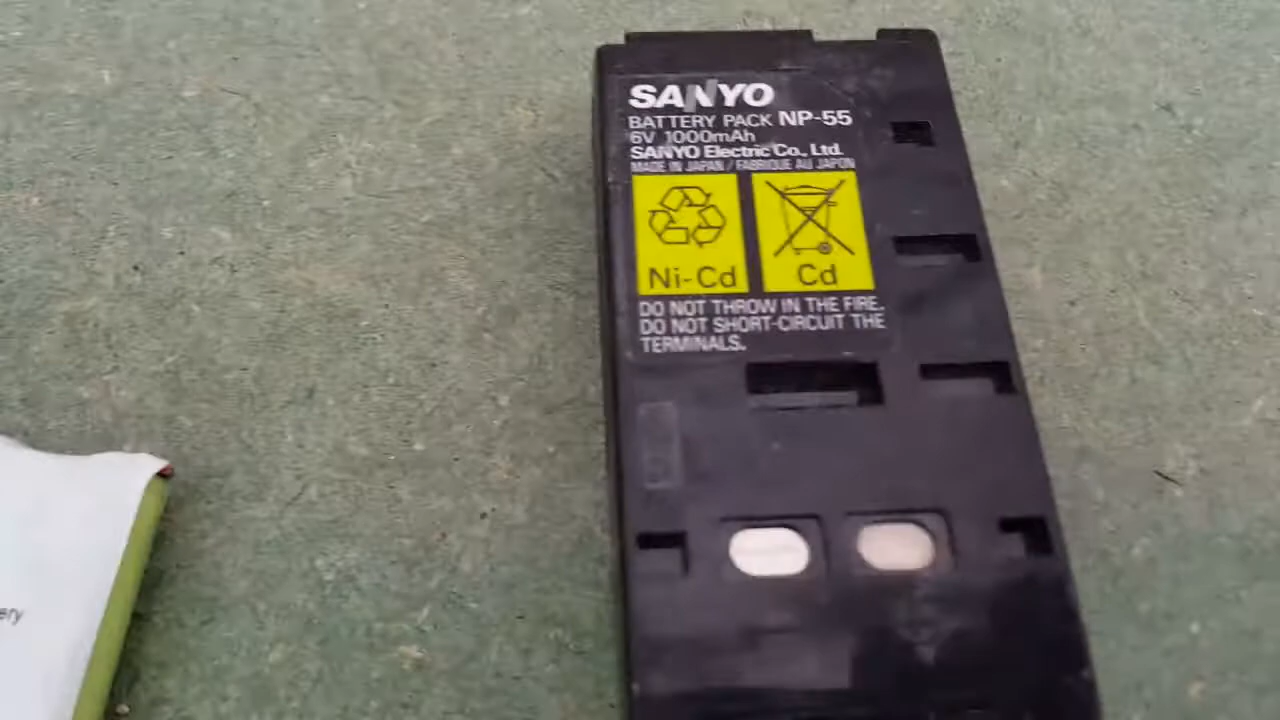 SANYO
BATTERY PACK NP-55
6V 1000mAh
SANYO Electric Co., Ltd.
MADE IN JAPAN / FABRIQUE AU JAPON
Ni-Cd
Cd
DO NOT THROW IN THE FIRE.
DO NOT SHORT-CIRCUIT THE
TERMINALS.